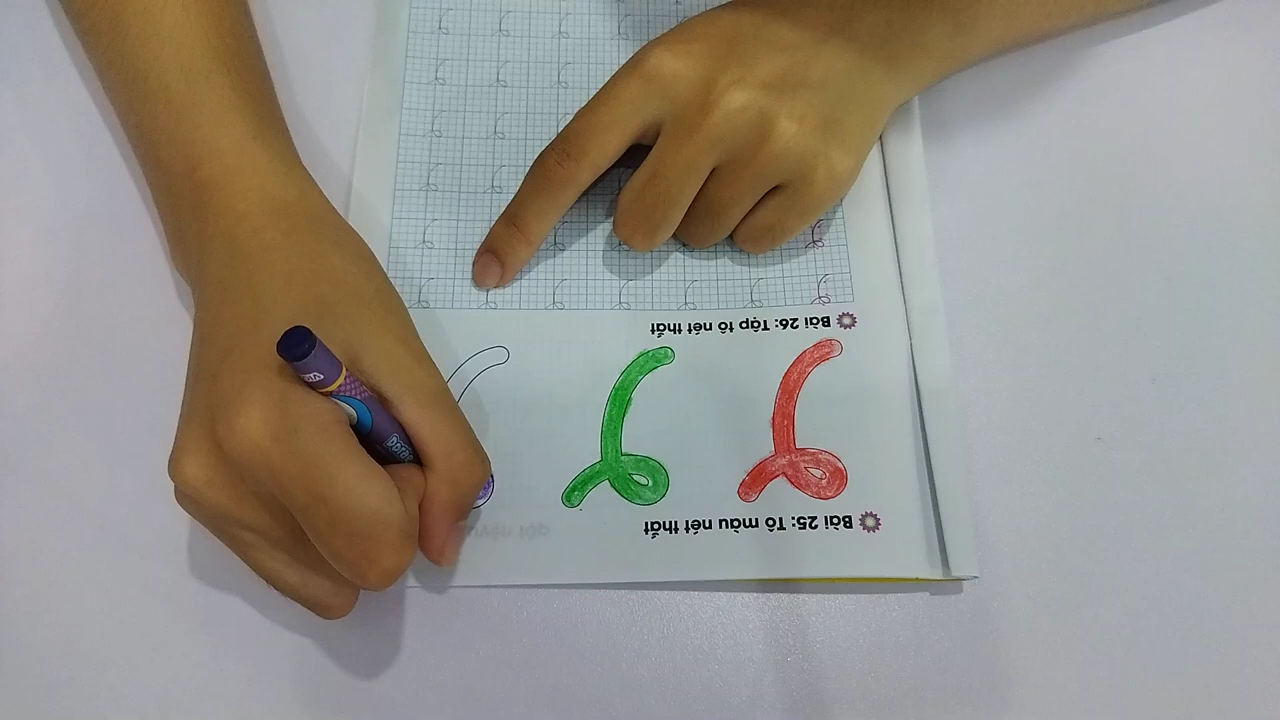 Bài 25: Tô màu nét thắt
Bài 26: Tập tô nét thắt